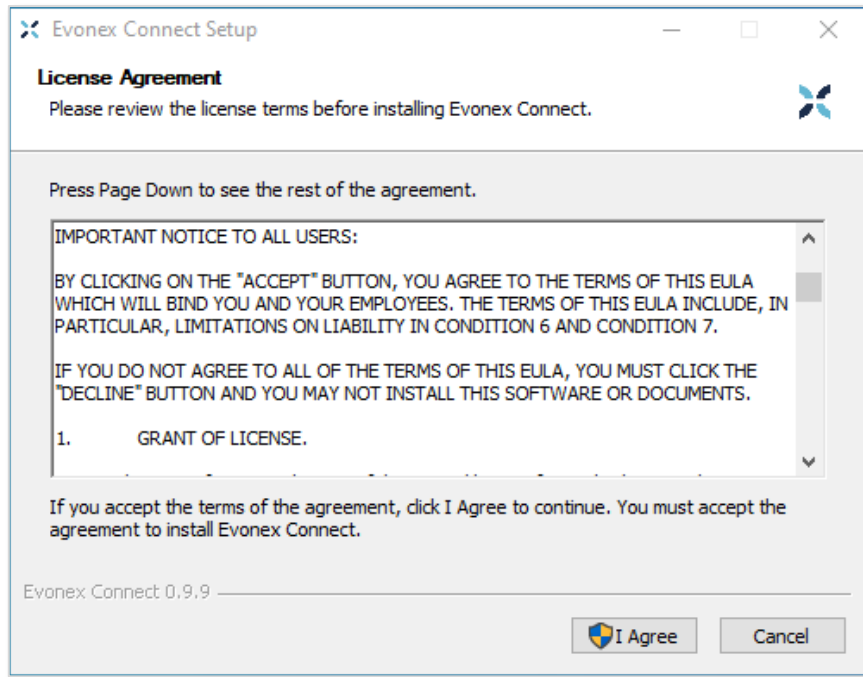 Evonex Connect Setup
License Agreement
Please review the license terms before installing Evonex Connect.
Press Page Down to see the rest of the agreement.
IMPORTANT NOTICE TO ALL USERS:
BY CLICKING ON THE "ACCEPT" BUTTON, YOU AGREE TO THE TERMS OF THIS EULA
WHICH WILL BIND YOU AND YOUR EMPLOYEES. THE TERMS OF THIS EULA INCLUDE, IN
PARTICULAR, LIMITATIONS ON LIABILITY IN CONDITION 6 AND CONDITION 7.
IF YOU DO NOT AGREE TO ALL OF THE TERMS OF THIS EULA, YOU MUST CLICK THE
"DECLINE" BUTTON AND YOU MAY NOT INSTALL THIS SOFTWARE OR DOCUMENTS.
1. GRANT OF LICENSE.
If you accept the terms of the agreement, click I Agree to continue. You must accept the
agreement to install Evonex Connect.
Evonex Connect 0.9.9
I Agree Cancel